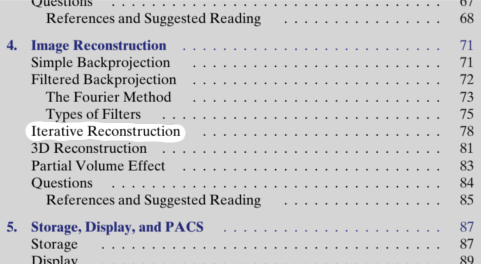 Questions . . . . . . . . . . . . . . . . . . . . . . . . . . . . . . 67
References and Suggested Reading . . . . . . . . . . . . . 68
4. Image Reconstruction . . . . . . . . . . . . . . . . . . . . . . . 71
Simple Backprojection . . . . . . . . . . . . . . . . . . . . . . 71
Filtered Backprojection . . . . . . . . . . . . . . . . . . . . . . 72
The Fourier Method . . . . . . . . . . . . . . . . . . . . . 73
Types of Filters . . . . . . . . . . . . . . . . . . . . . . . 75
Iterative Reconstruction . . . . . . . . . . . . . . . . . . . . . 78
3D Reconstruction . . . . . . . . . . . . . . . . . . . . . . . . 81
Partial Volume Effect . . . . . . . . . . . . . . . . . . . . . . . 83
Questions . . . . . . . . . . . . . . . . . . . . . . . . . . . . 84
References and Suggested Reading . . . . . . . . . . . . . 85
5. Storage, Display, and PACS . . . . . . . . . . . . . . . . . . . 87
Storage . . . . . . . . . . . . . . . . . . . . . . . . . . . . . 87
Display . . . . . . . . . . . . . . . . . . . . . . . . . . . . . 89